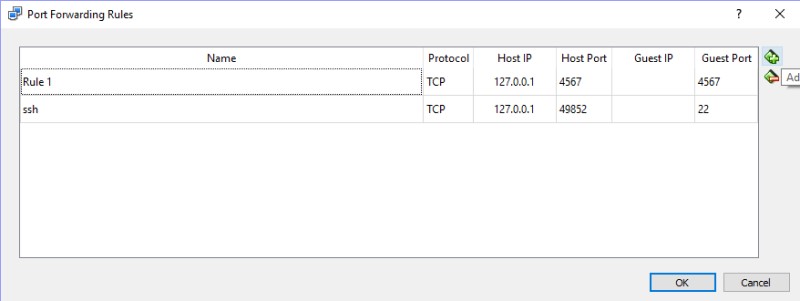 Port Forwarding Rules
Name Protocol Host IP Host Port Guest IP Guest Port
Rule 1 TCP 127.0.0.1 4567 4567
Ad
ssh TCP 127.0.0.1 49852 22
OK Cancel